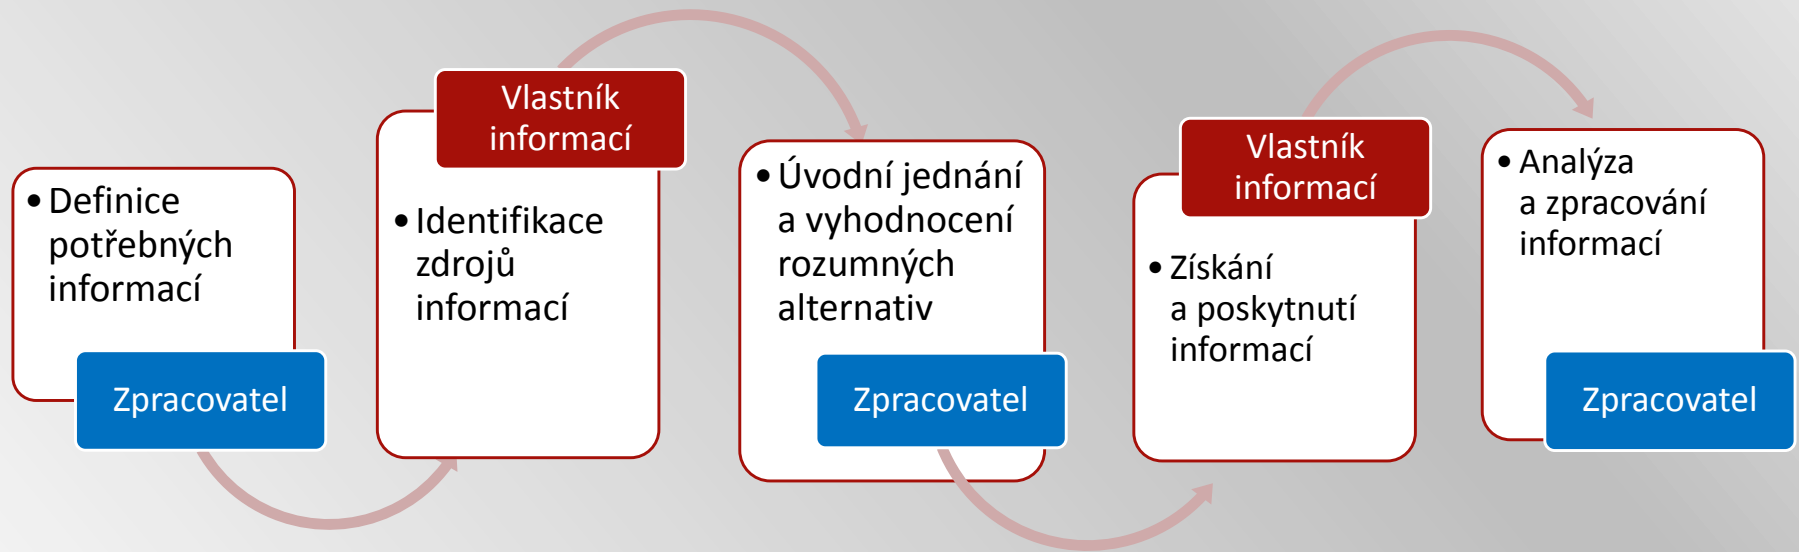 • Definice
potřebných
informací
Zpracovatel
Vlastník
informací
• Identifikace
zdrojů
informací
• Úvodní jednání
a vyhodnocení
rozumných
alternativ
Zpracovatel
Vlastník
informací
• Získání
a poskytnutí
informací
• Analýza
a zpracování
informací
Zpracovatel